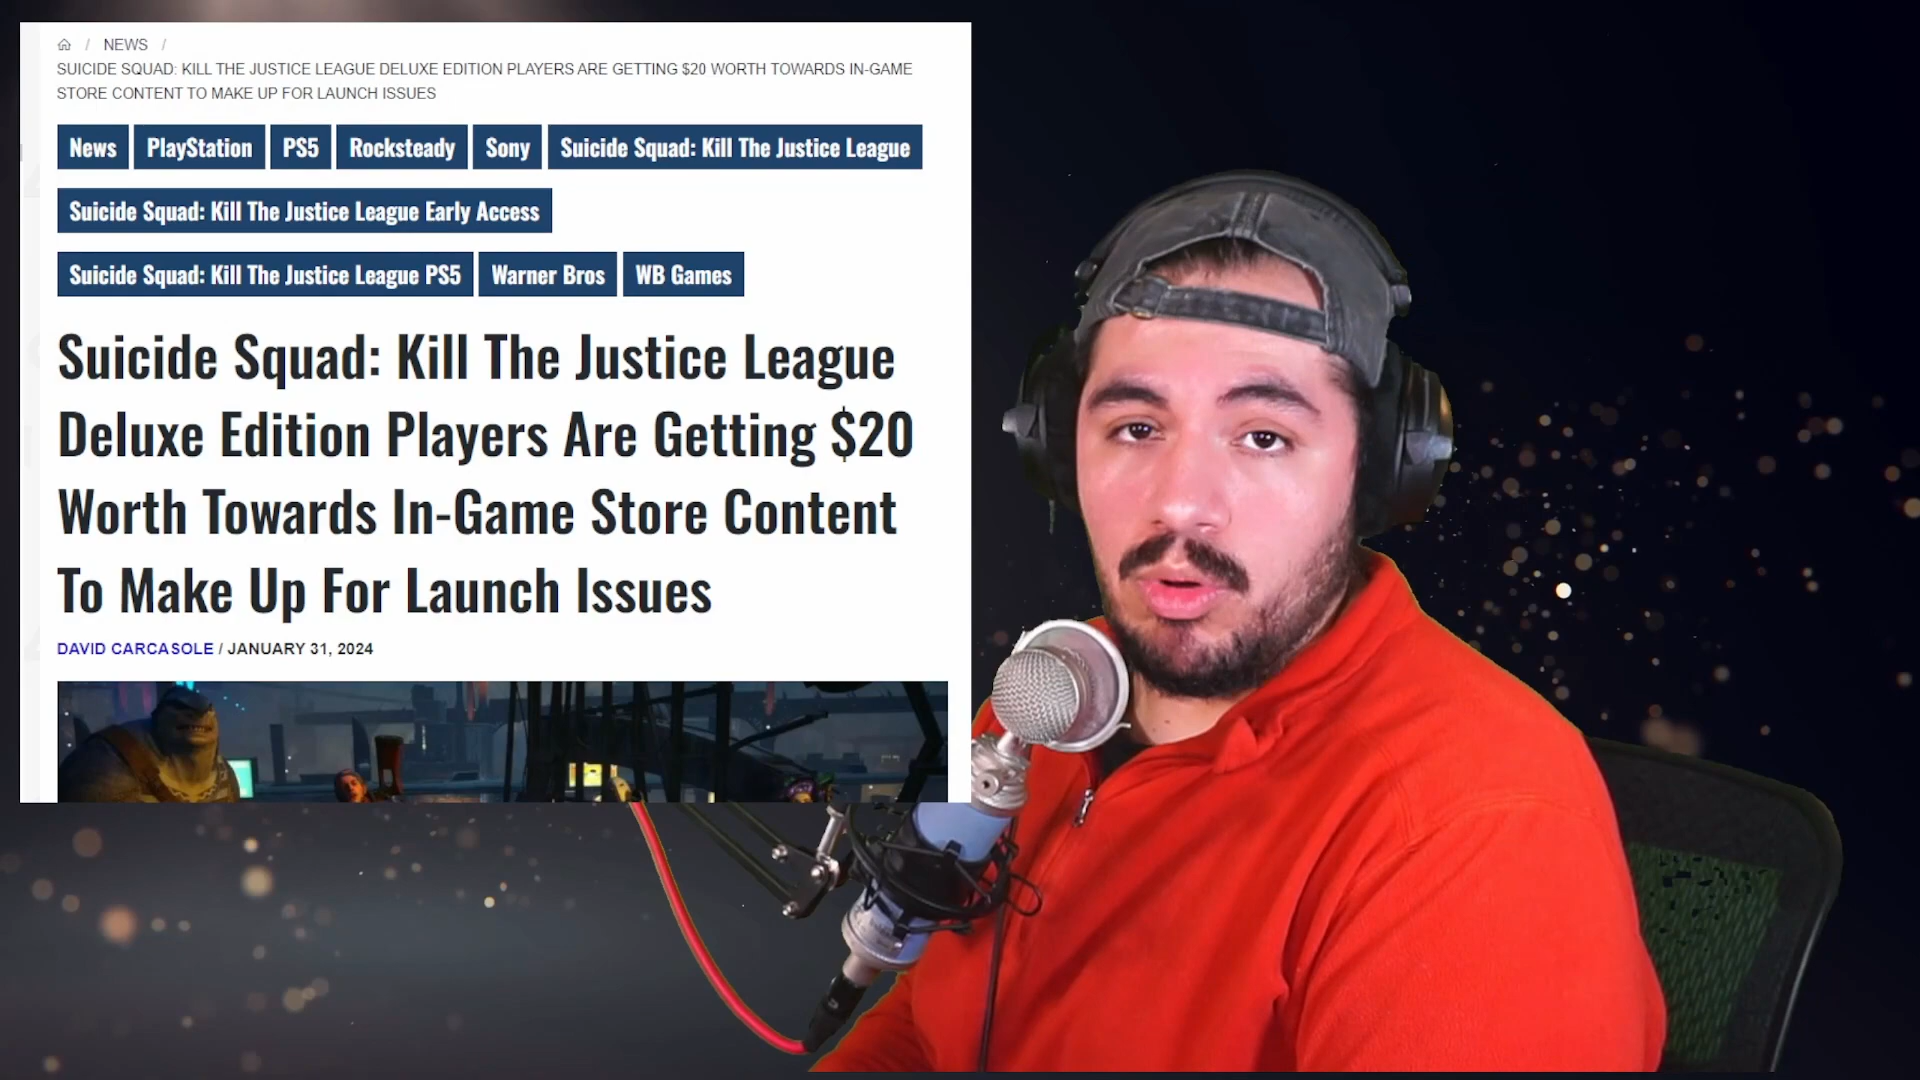 / NEWS /
SUICIDE SQUAD: KILL THE JUSTICE LEAGUE DELUXE EDITION PLAYERS ARE GETTING $20 WORTH TOWARDS IN-GAME
STORE CONTENT TO MAKE UP FOR LAUNCH ISSUES
News PlayStation PS5 Rocksteady Sony Suicide Squad: Kill The Justice League
Suicide Squad: Kill The Justice League Early Access
Suicide Squad: Kill The Justice League PS5 Warner Bros WB Games
Suicide Squad: Kill The Justice League
Deluxe Edition Players Are Getting $20
Worth Towards In-Game Store Content
To Make Up For Launch Issues
DAVID CARCASOLE / JANUARY 31, 2024